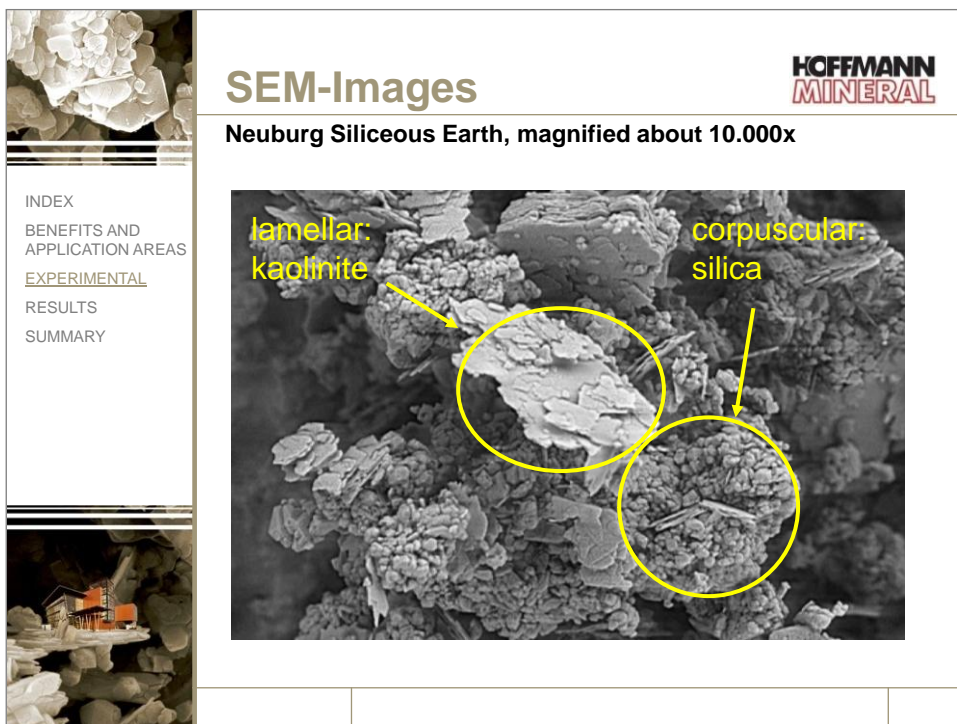 SEM-Images
HOFFMANN
MINERAL
Neuburg Siliceous Earth, magnified about 10.000x
INDEX
BENEFITS AND
APPLICATION AREAS
EXPERIMENTAL
RESULTS
SUMMARY
lamellar:
kaolinite
corpuscular:
silica